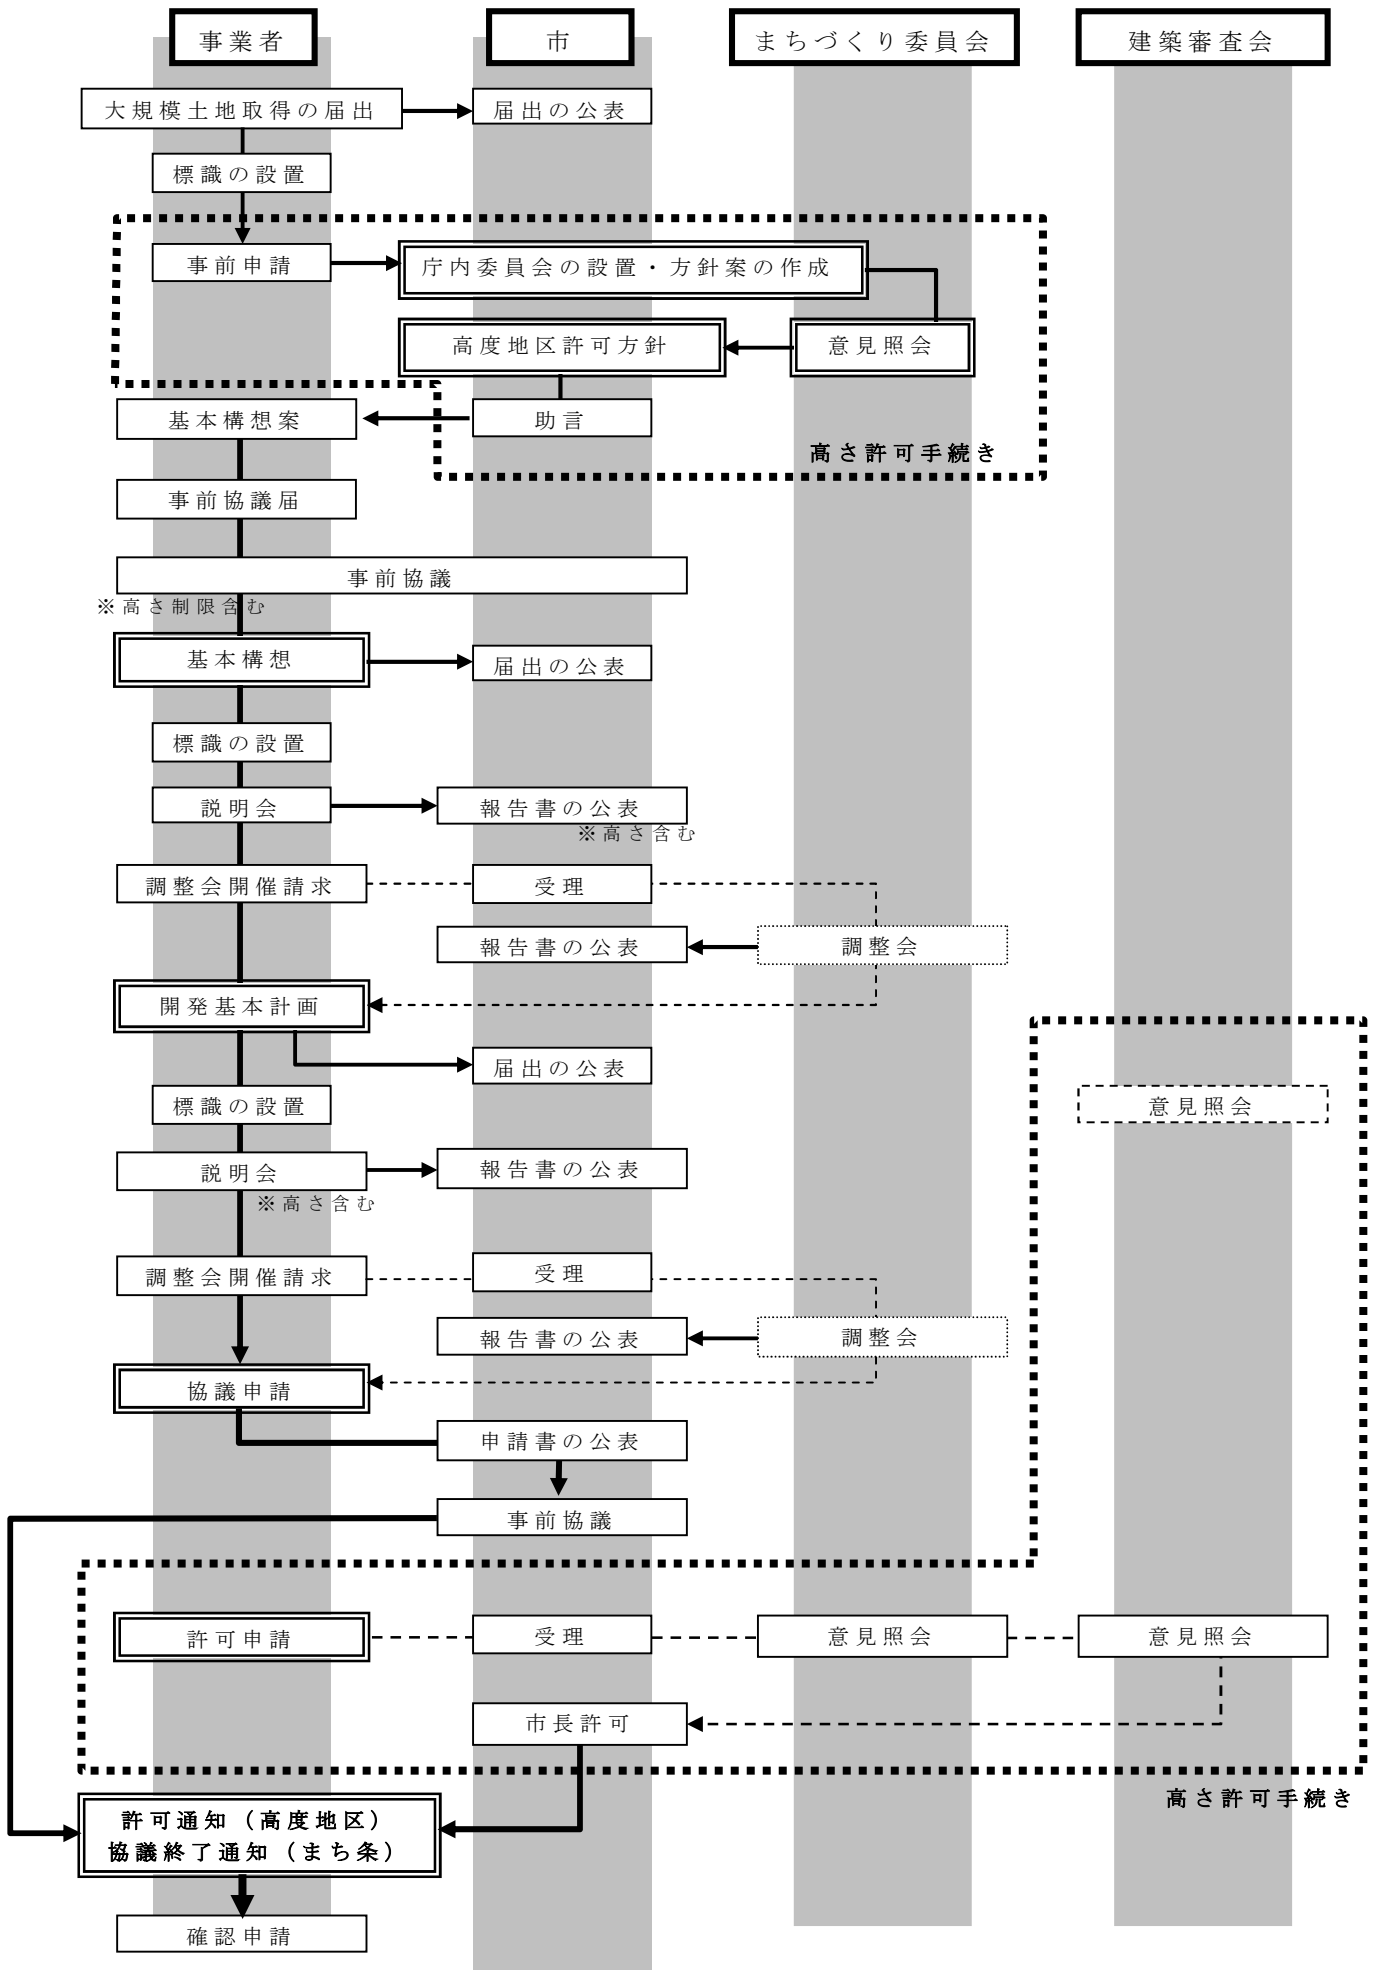 事業者
市
まちづくり委員会
建築審査会
大規模土地取得の届出
届出の公表
標識の設置
事前申請
庁内委員会の設置・方針案の作成
高度地区許可方針
意見照会
基本構想案
助言
高さ許可手続き
事前協議届
事前協議
※高さ制限含む
基本構想
届出の公表
標識の設置
説明会
報告書の公表
※高さ含む
調整会開催請求
受理
報告書の公表
調整会
開発基本計画
届出の公表
標識の設置
意見照会
説明会
報告書の公表
※高さ含む
調整会開催請求
受理
報告書の公表
調整会
協議申請
申請書の公表
事前協議
許可申請
受理
意見照会
意見照会
市長許可
高さ許可手続き
許可通知（高度地区）
協議終了通知（まち条）
確認申請